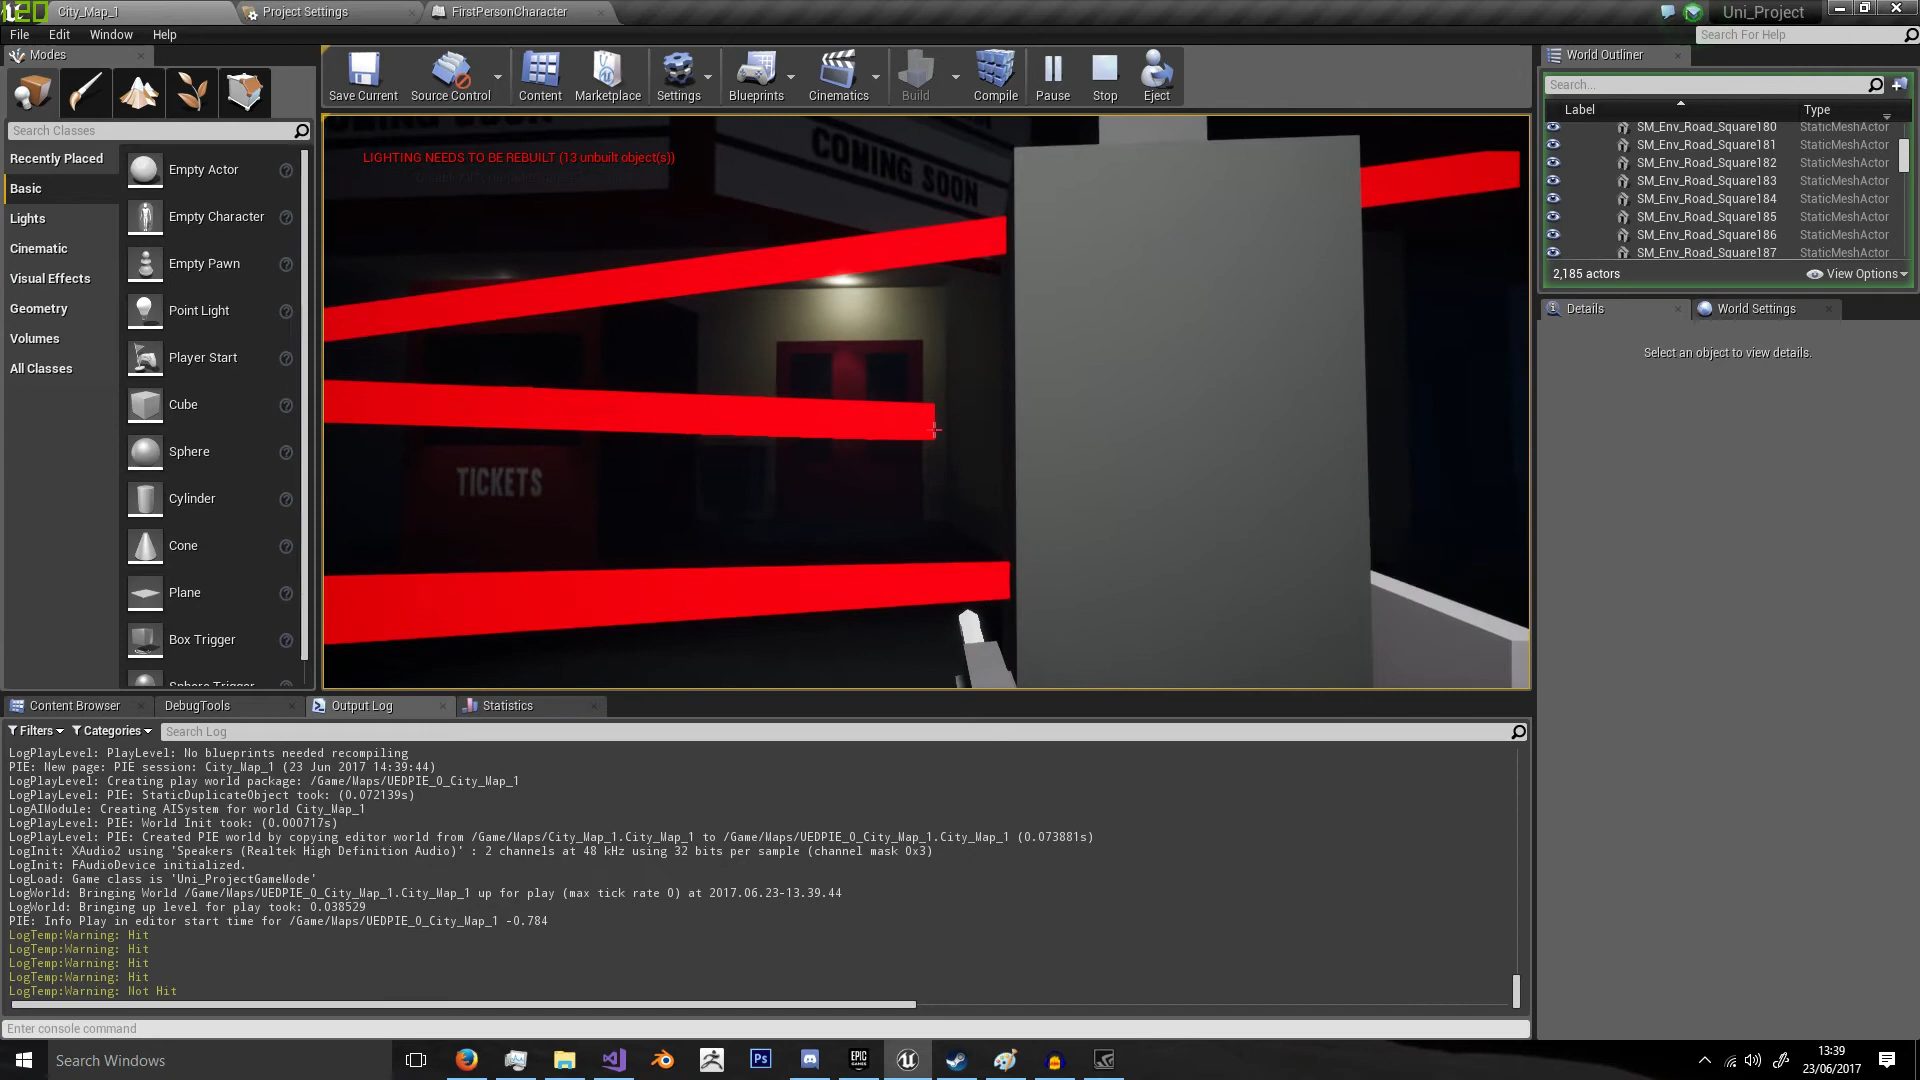 120
City_Map_1
Project Settings
FirstPersonCharacter
Uni_Project
File Edit Window Help
Search For Help
Modes
Save Current
Source Control
Content
Marketplace
Settings
Blueprints
Cinematics
Build
Compile
Pause
Stop
Eject
World Outliner
Search...
Label Type
SM_Env_Road_Square180 StaticMeshActor
SM_Env_Road_Square181 StaticMeshActor
SM_Env_Road_Square182 StaticMeshActor
SM_Env_Road_Square183 StaticMeshActor
SM_Env_Road_Square184 StaticMeshActor
SM_Env_Road_Square185 StaticMeshActor
SM_Env_Road_Square186 StaticMeshActor
SM_Env_Road_Square187 StaticMeshActor
2,185 actors
View Options
Details
World Settings
Select an object to view details.
Search Classes
Recently Placed
Basic
Lights
Cinematic
Visual Effects
Geometry
Volumes
All Classes
Empty Actor
Empty Character
Empty Pawn
Point Light
Player Start
Cube
Sphere
Cylinder
Cone
Plane
Box Trigger
Sphere Trigger
COMING SOON
LIGHTING NEEDS TO BE REBUILT (13 unbuilt object(s))
TICKETS
Content Browser
DebugTools
Output Log
Statistics
Filters Categories Search Log
LogPlayLevel: PlayLevel: No blueprints needed recompiling
PIE: New page: PIE session: City_Map_1 (23 Jun 2017 14:39:44)
LogPlayLevel: Creating play world package: /Game/Maps/UEDPIE_0_City_Map_1
LogPlayLevel: PIE: StaticDuplicateObject took: (0.072139s)
LogAIModule: Creating AISystem for world City_Map_1
LogPlayLevel: PIE: World Init took: (0.000717s)
LogPlayLevel: PIE: Created PIE world by copying editor world from /Game/Maps/City_Map_1.City_Map_1 to /Game/Maps/UEDPIE_0_City_Map_1.City_Map_1 (0.073881s)
LogInit: XAudio2 using 'Speakers (Realtek High Definition Audio)' : 2 channels at 48 kHz using 32 bits per sample (channel mask 0x3)
LogInit: FAudioDevice initialized.
LogLoad: Game class is 'Uni_ProjectGameMode'
LogWorld: Bringing World /Game/Maps/UEDPIE_0_City_Map_1.City_Map_1 up for play (max tick rate 0) at 2017.06.23-13.39.44
LogWorld: Bringing up level for play took: 0.038529
PIE: Info Play in editor start time for /Game/Maps/UEDPIE_0_City_Map_1 -0.784
LogTemp:Warning: Hit
LogTemp:Warning: Hit
LogTemp:Warning: Hit
LogTemp:Warning: Hit
LogTemp:Warning: Not Hit
Enter console command
Search Windows
Ps
EPIC
GAMES
13:39
23/06/2017